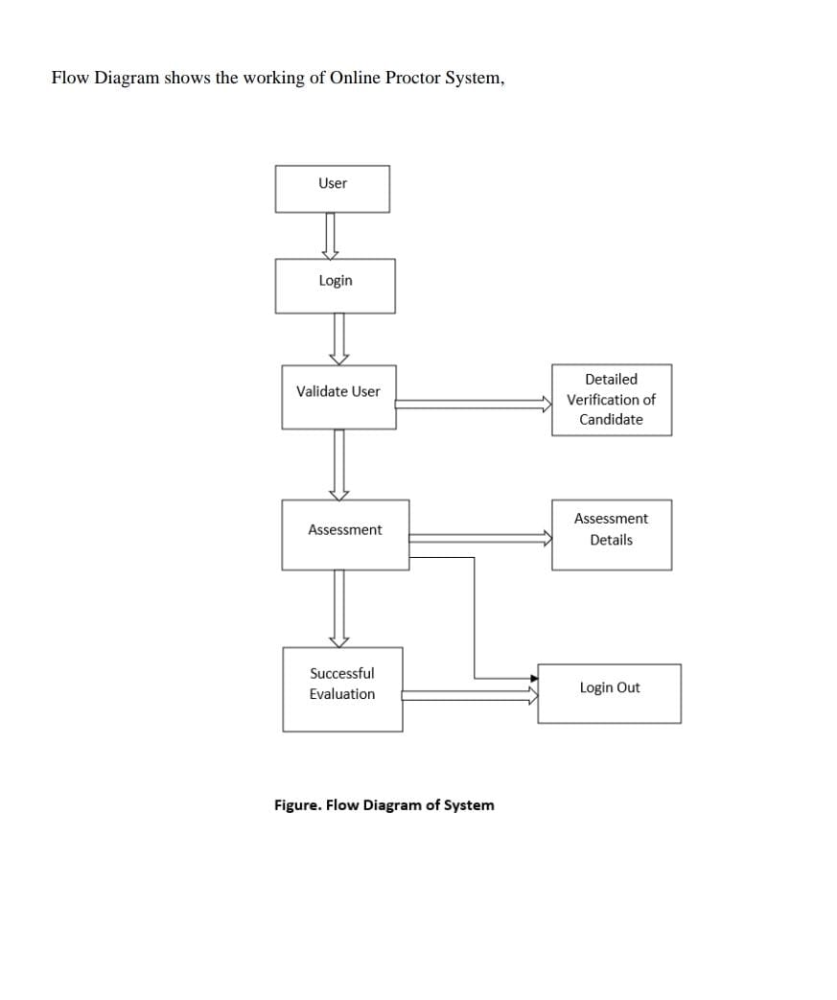 Flow Diagram shows the working of Online Proctor System,
User
Login
Validate User
Detailed
Verification of
Candidate
Assessment
Assessment
Details
Successful
Evaluation
Login Out
Figure. Flow Diagram of System